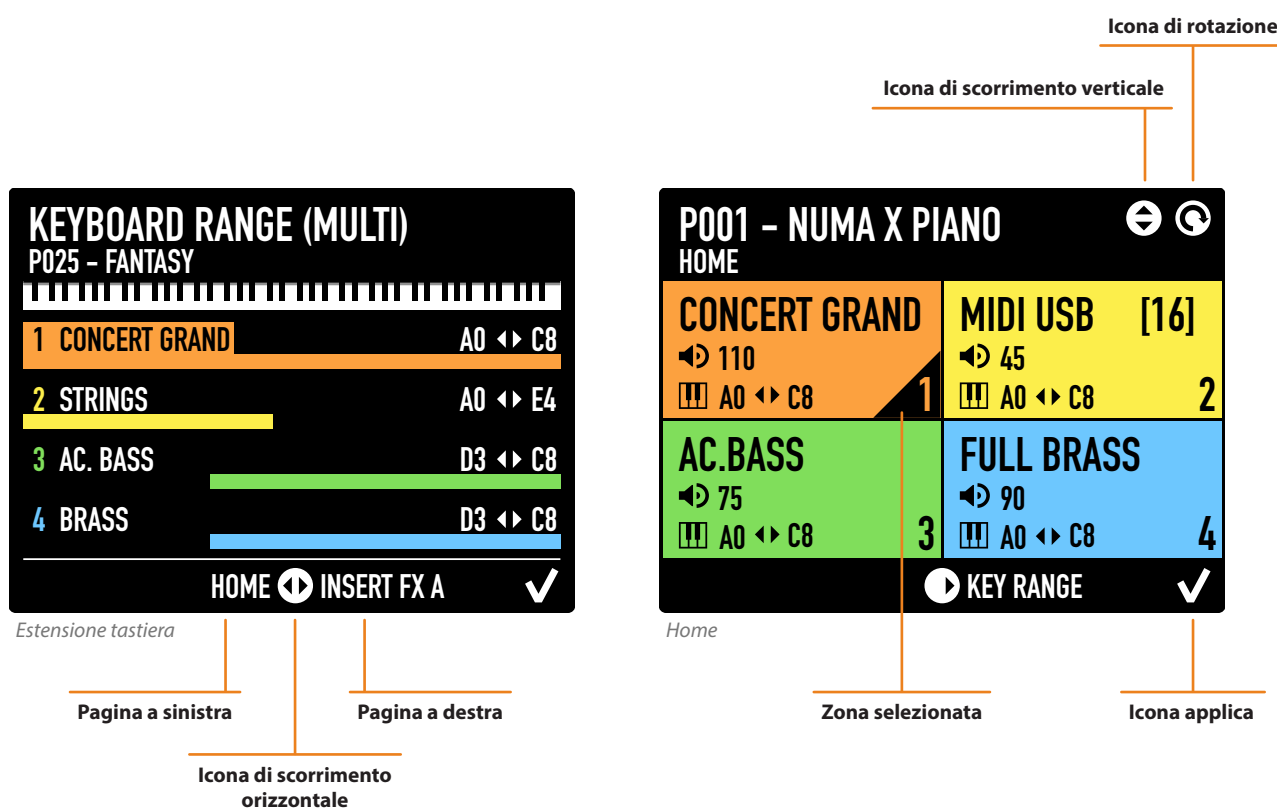 Icona di rotazione
Icona di scorrimento verticale
KEYBOARD RANGE (MULTI)
P025 – FANTASY
1 CONCERT GRAND A0 C8
2 STRINGS A0 E4
3 AC. BASS D3 C8
4 BRASS D3 C8
HOME INSERT FX A
Estensione tastiera
Pagina a sinistra
Pagina a destra
Icona di scorrimento
orizzontale
P001 – NUMA X PIANO
HOME
CONCERT GRAND
110
A0 C8
1
MIDI USB [16]
45
A0 C8
2
AC.BASS
75
A0 C8
3
FULL BRASS
90
A0 C8
4
KEY RANGE
Home
Zona selezionata
Icona applica